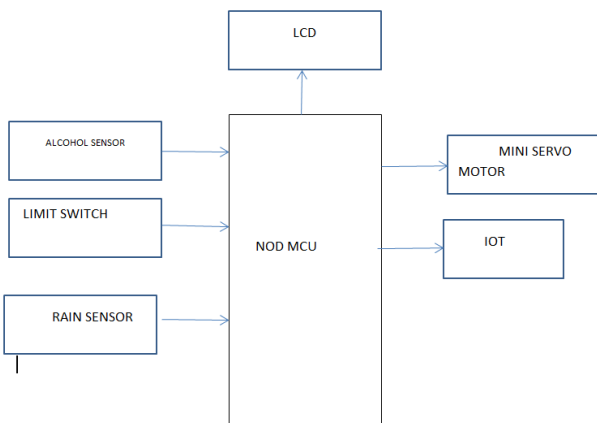 LCD
ALCOHOL SENSOR
LIMIT SWITCH
RAIN SENSOR
NOD MCU
MINI SERVO
MOTOR
IOT